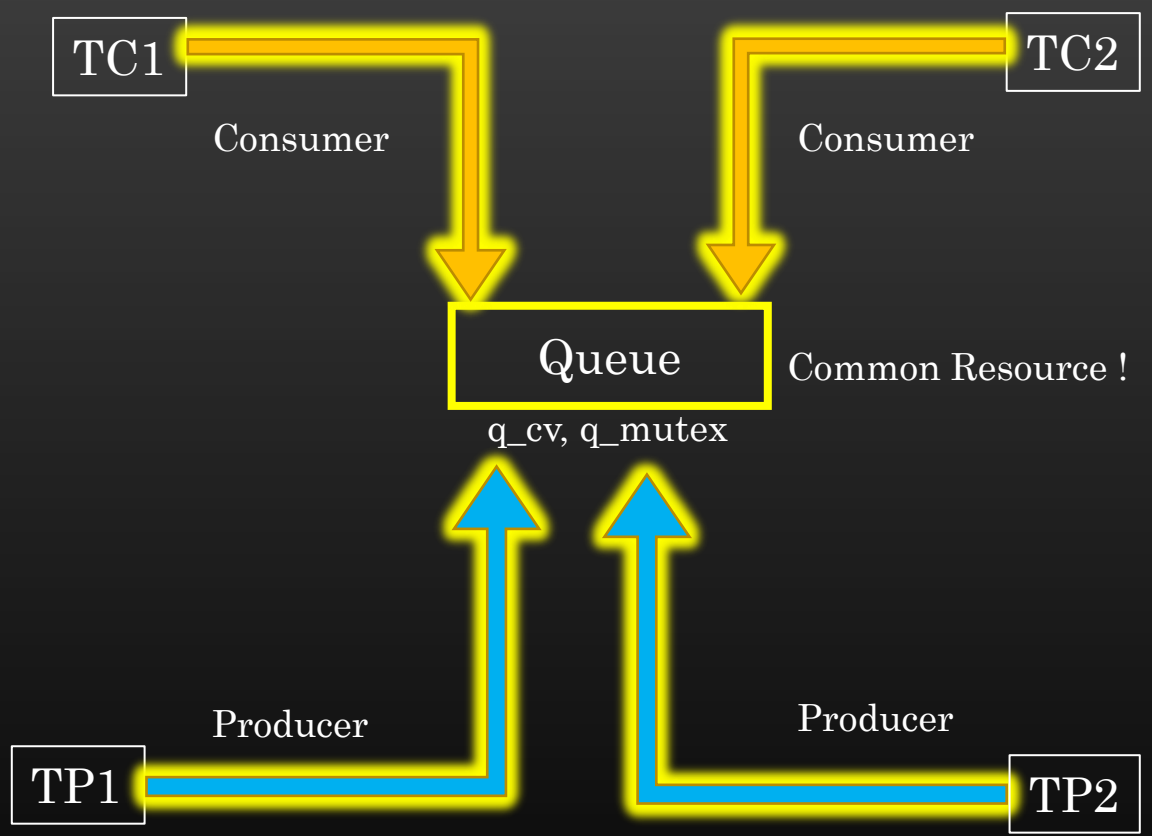 TC1
TC2
Consumer
Consumer
Queue
Common Resource !
q_cv, q_mutex
Producer
Producer
TP1
TP2